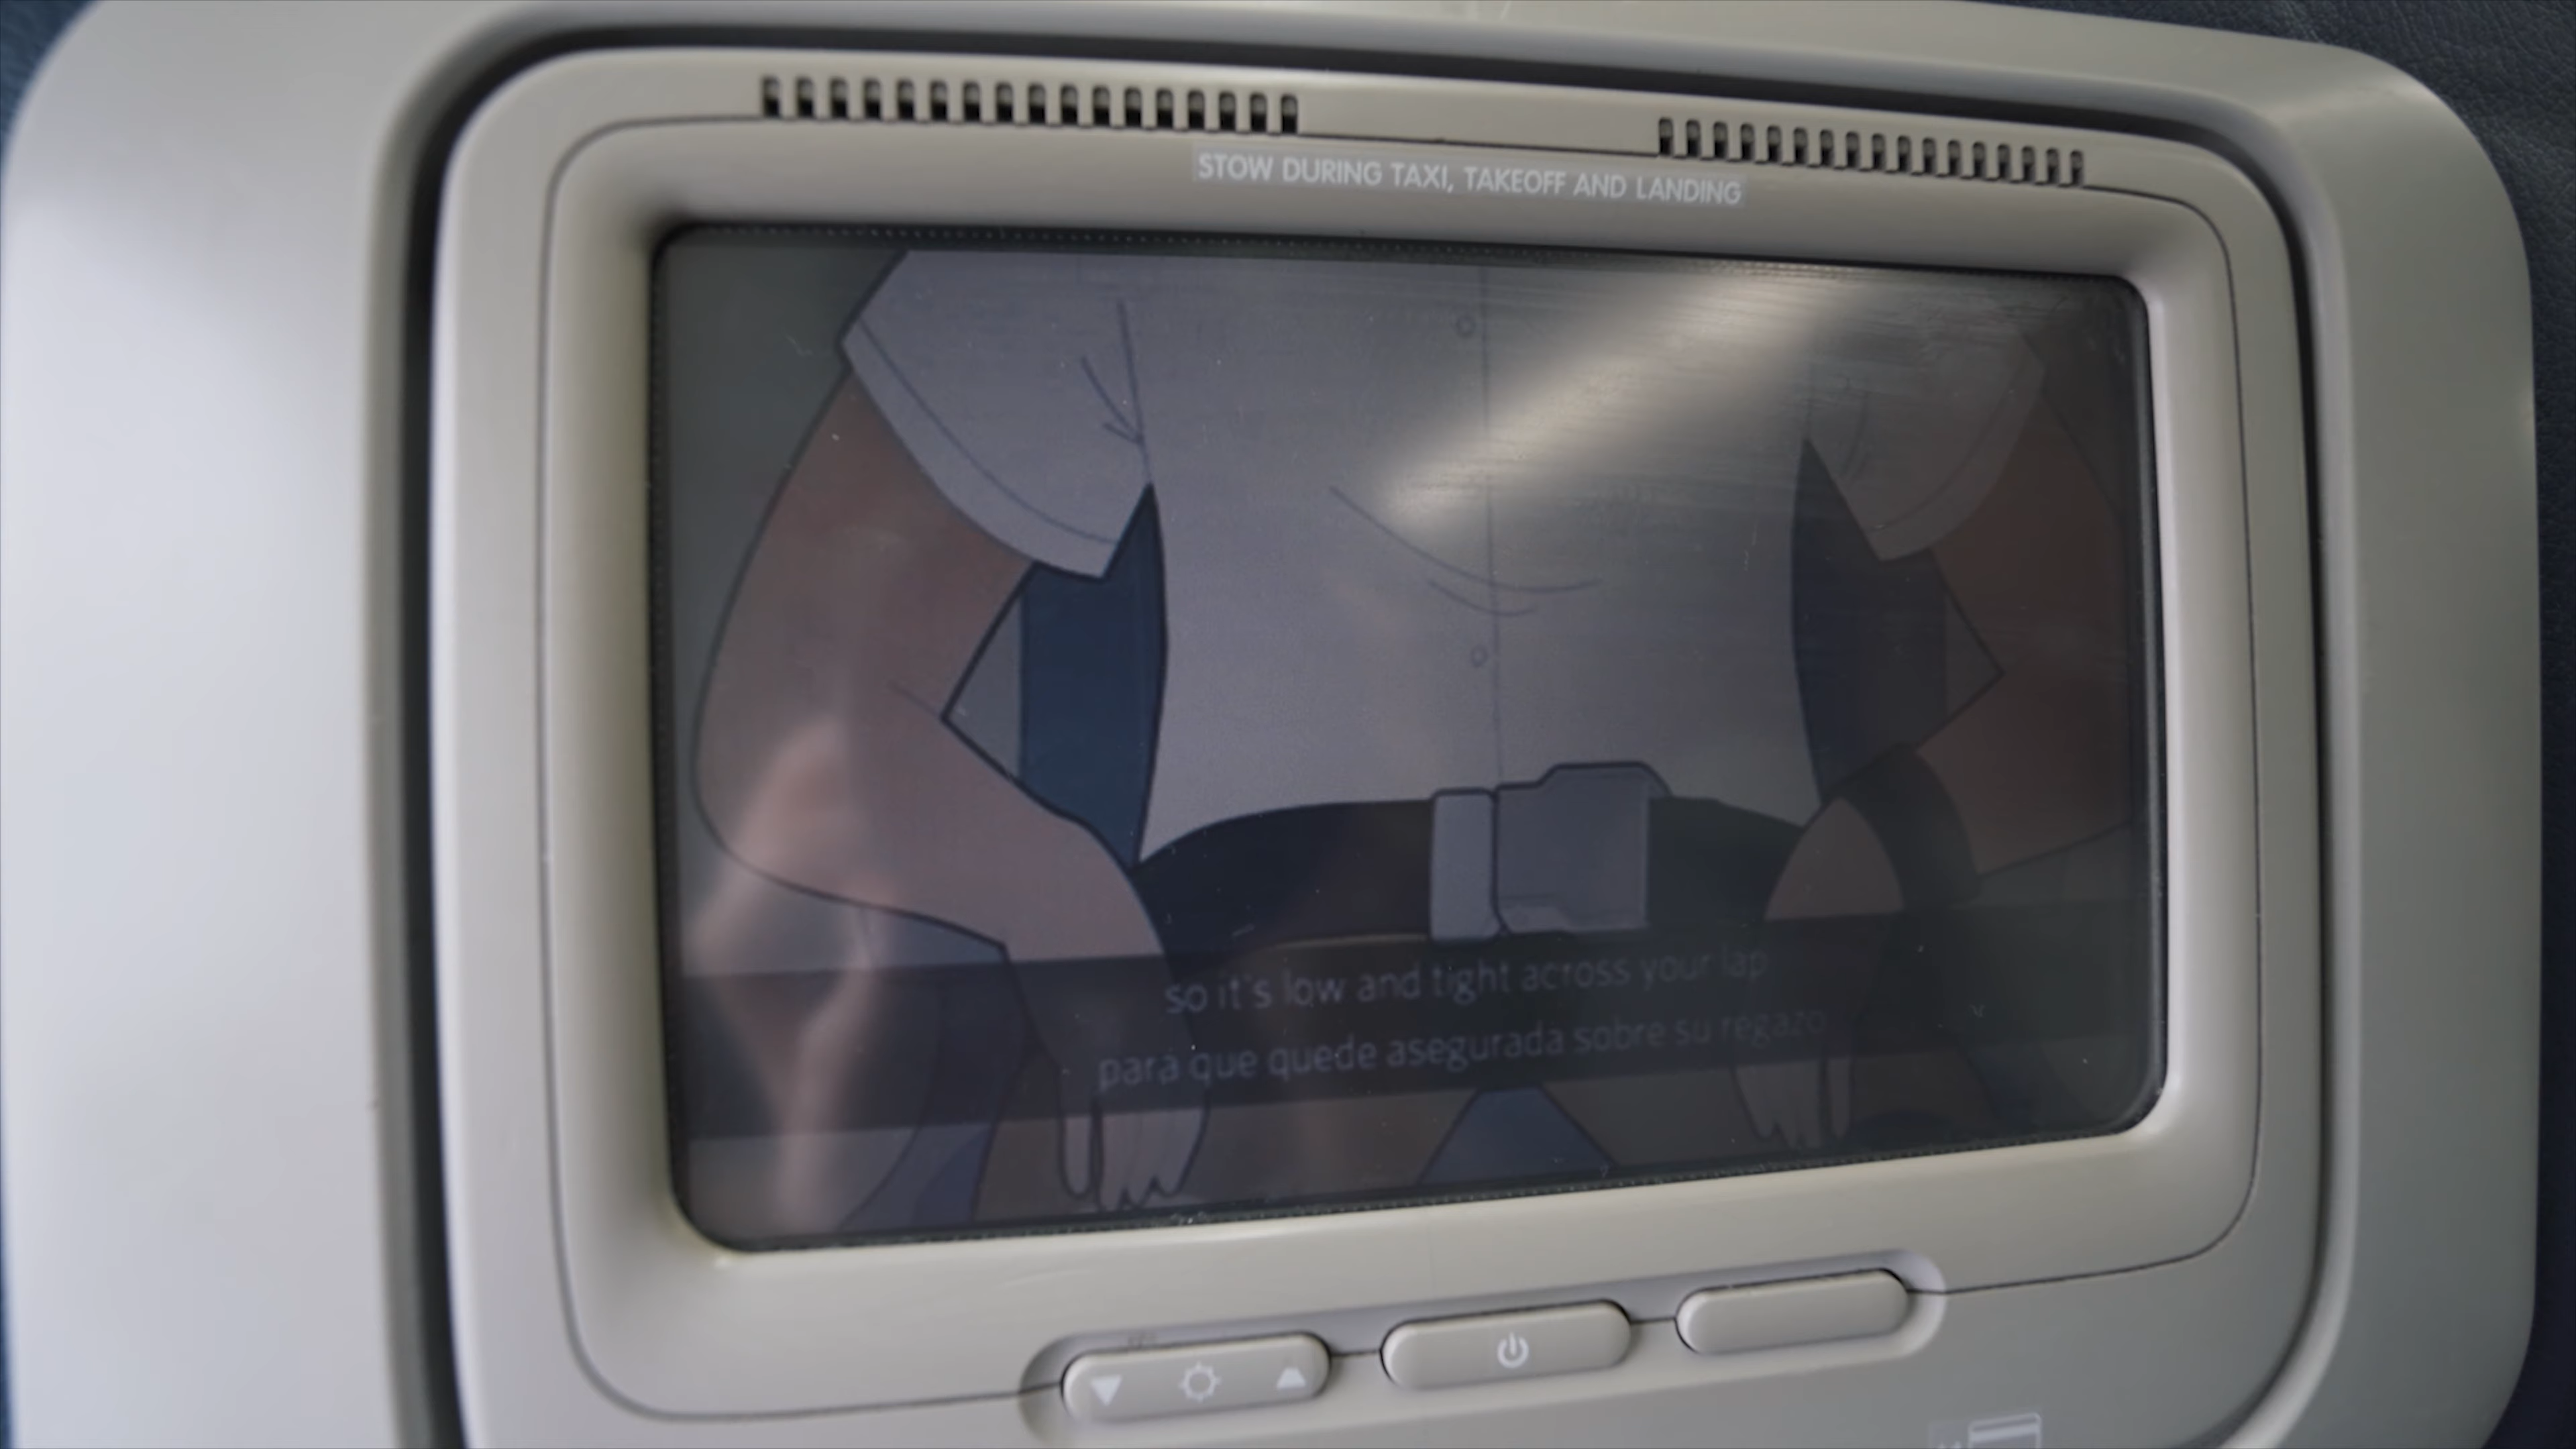 STOW DURING TAXI, TAKEOFF AND LANDING
so it's low and tight across your lap
para que quede asegurada sobre su regazo